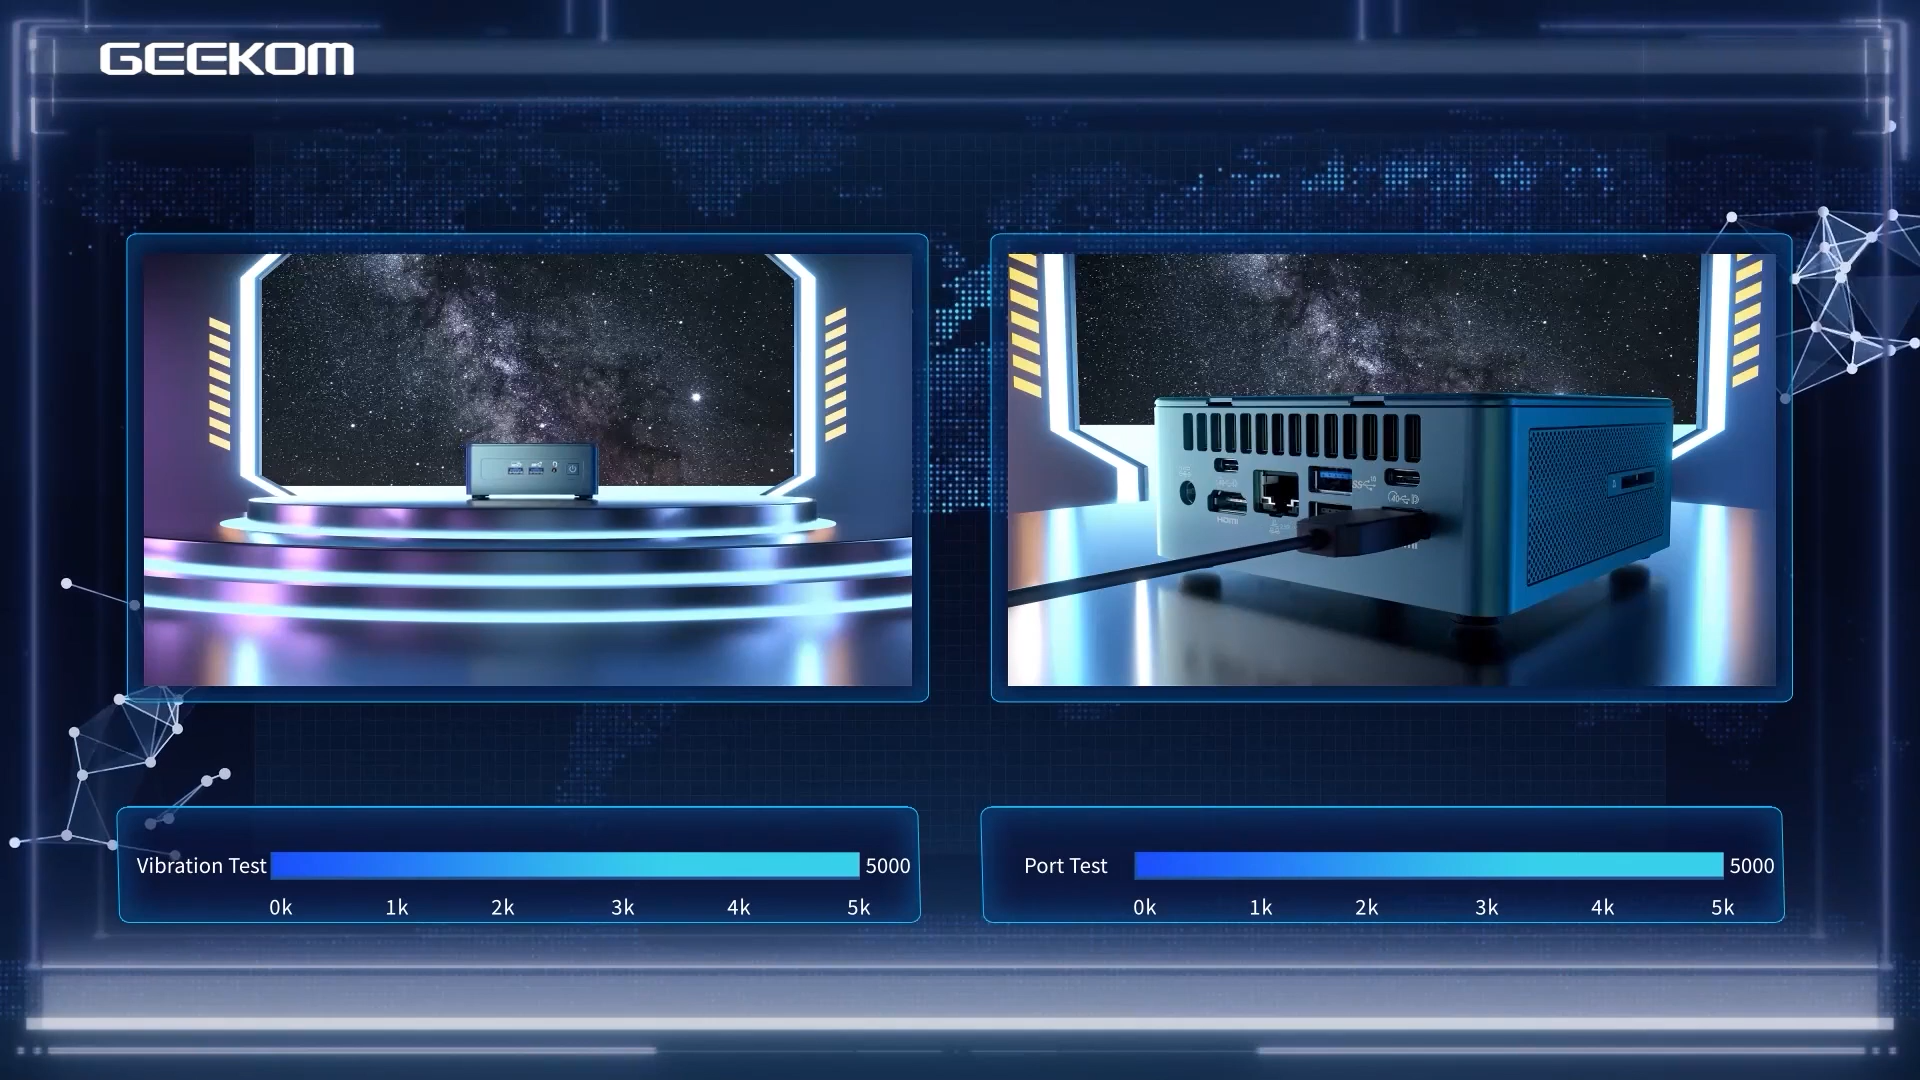 GEEKOM
HDMI
Vibration Test 5000
0k 1k 2k 3k 4k 5k
Port Test 5000
0k 1k 2k 3k 4k 5k